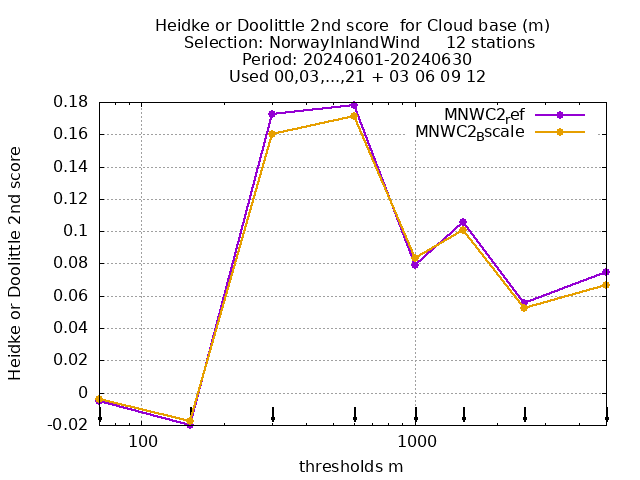 Heidke or Doolittle 2nd score  for Cloud base (m)
Selection: NorwayInlandWind     12 stations
Period: 20240601-20240630
Used 00,03,...,21 + 03 06 09 12
MNWC2ref
MNWC2Bscale
Heidke or Doolittle 2nd score
0.18
0.16
0.14
0.12
0.1
0.08
0.06
0.04
0.02
0
-0.02
100
1000
thresholds m